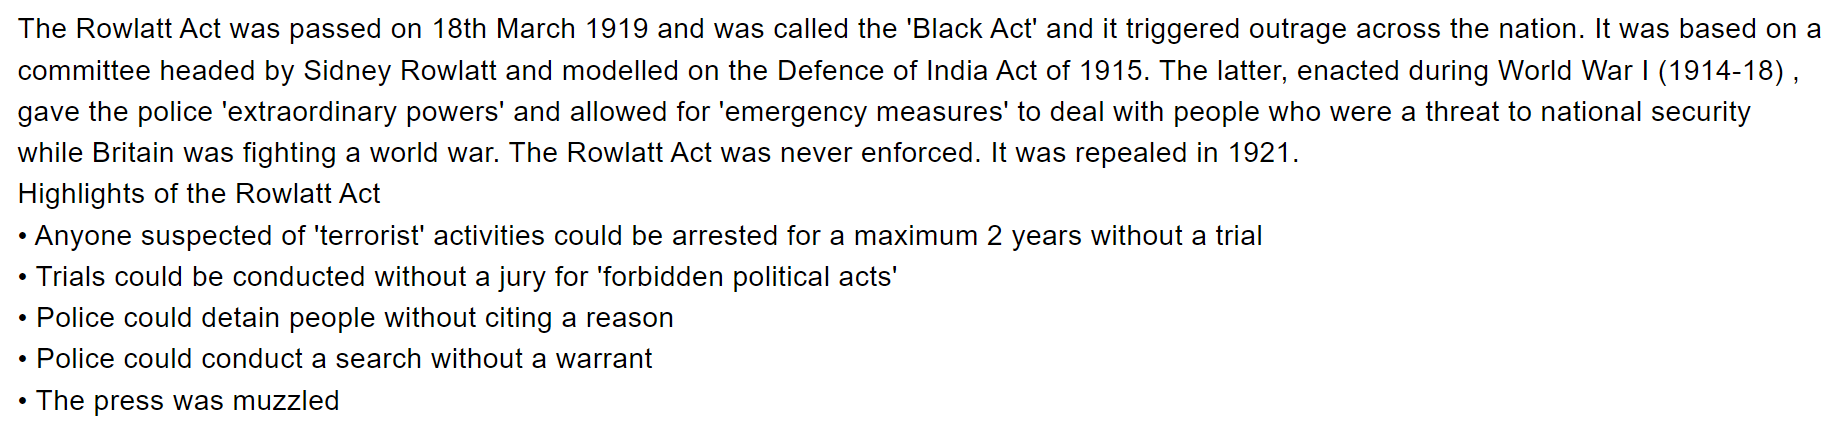 The Rowlatt Act was passed on 18th March 1919 and was called the 'Black Act' and it triggered outrage across the nation. It was based on a
committee headed by Sidney Rowlatt and modelled on the Defence of India Act of 1915. The latter, enacted during World War I (1914-18) ,
gave the police 'extraordinary powers' and allowed for 'emergency measures' to deal with people who were a threat to national security
while Britain was fighting a world war. The Rowlatt Act was never enforced. It was repealed in 1921.
Highlights of the Rowlatt Act
• Anyone suspected of 'terrorist' activities could be arrested for a maximum 2 years without a trial
• Trials could be conducted without a jury for 'forbidden political acts'
• Police could detain people without citing a reason
• Police could conduct a search without a warrant
• The press was muzzled